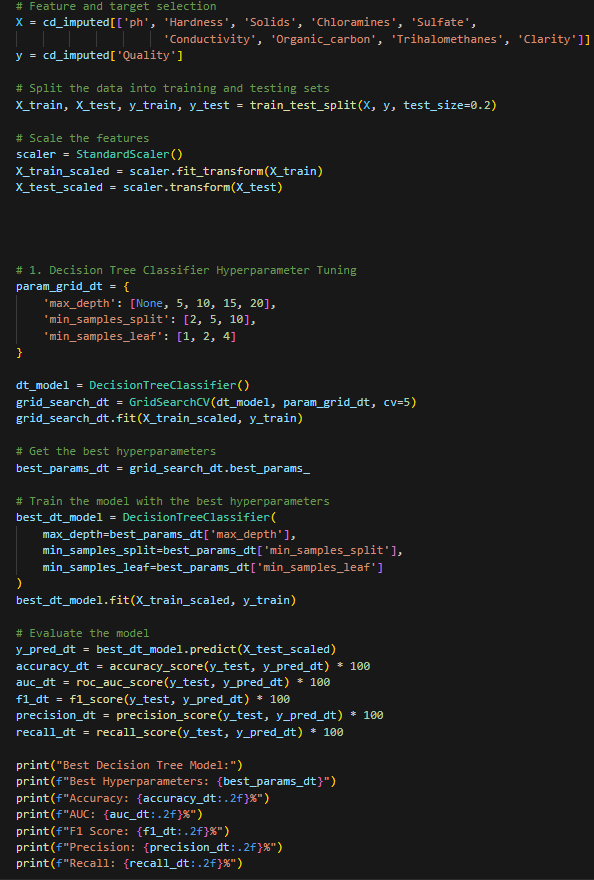 # Feature and target selection
X = cd_imputed[['ph', 'Hardness', 'Solids', 'Chloramines', 'Sulfate',
'Conductivity', 'Organic_carbon', 'Trihalomethanes', 'Clarity']]
y = cd_imputed['Quality']
# Split the data into training and testing sets
X_train, X_test, y_train, y_test = train_test_split(X, y, test_size=0.2)
# Scale the features
scaler = StandardScaler()
X_train_scaled = scaler.fit_transform(X_train)
X_test_scaled = scaler.transform(X_test)
# 1. Decision Tree Classifier Hyperparameter Tuning
param_grid_dt = {
'max_depth': [None, 5, 10, 15, 20],
'min_samples_split': [2, 5, 10],
'min_samples_leaf': [1, 2, 4]
}
dt_model = DecisionTreeClassifier()
grid_search_dt = GridSearchCV(dt_model, param_grid_dt, cv=5)
grid_search_dt.fit(X_train_scaled, y_train)
# Get the best hyperparameters
best_params_dt = grid_search_dt.best_params_
# Train the model with the best hyperparameters
best_dt_model = DecisionTreeClassifier(
max_depth=best_params_dt['max_depth'],
min_samples_split=best_params_dt['min_samples_split'],
min_samples_leaf=best_params_dt['min_samples_leaf']
)
best_dt_model.fit(X_train_scaled, y_train)
# Evaluate the model
y_pred_dt = best_dt_model.predict(X_test_scaled)
accuracy_dt = accuracy_score(y_test, y_pred_dt) * 100
auc_dt = roc_auc_score(y_test, y_pred_dt) * 100
f1_dt = f1_score(y_test, y_pred_dt) * 100
precision_dt = precision_score(y_test, y_pred_dt) * 100
recall_dt = recall_score(y_test, y_pred_dt) * 100
print("Best Decision Tree Model:")
print(f"Best Hyperparameters: {best_params_dt}")
print(f"Accuracy: {accuracy_dt:.2f}%")
print(f"AUC: {auc_dt:.2f}%")
print(f"F1 Score: {f1_dt:.2f}%")
print(f"Precision: {precision_dt:.2f}%")
print(f"Recall: {recall_dt:.2f}%")